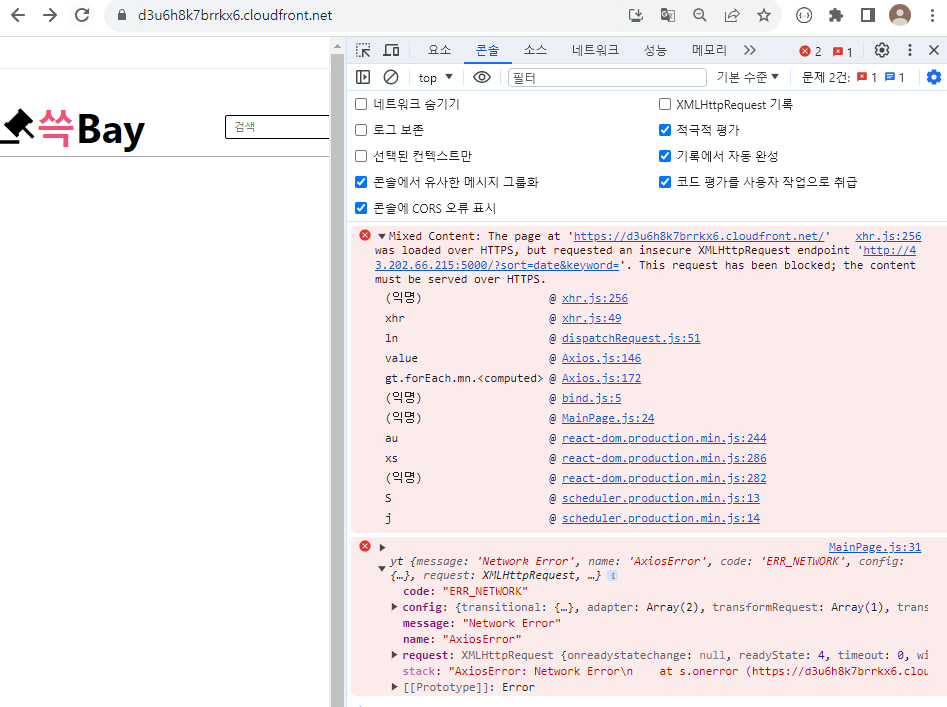 d3u6h8k7brrkx6.cloudfront.net
쓱Bay
검색
요소 콘솔 소스 네트워크 성능 메모리 2 1
top 필터 기본 수준 문제 2건: 1 1
네트워크 숨기기 XMLHttpRequest 기록
로그 보존 적극적 평가
선택된 컨텍스트만 기록에서 자동 완성
콘솔에서 유사한 메시지 그룹화 코드 평가를 사용자 작업으로 취급
콘솔에 CORS 오류 표시
Mixed Content: The page at 'https://d3u6h8k7brrkx6.cloudfront.net/' xhr.js:256
was loaded over HTTPS, but requested an insecure XMLHttpRequest endpoint 'http://4
3.202.66.215:5000/?sort=date&keyword='. This request has been blocked; the content
must be served over HTTPS.
(익명) @ xhr.js:256
xhr @ xhr.js:49
ln @ dispatchRequest.js:51
value @ Axios.js:146
gt.forEach.mn.<computed> @ Axios.js:172
(익명) @ bind.js:5
(익명) @ MainPage.js:24
au @ react-dom.production.min.js:244
xs @ react-dom.production.min.js:286
(익명) @ react-dom.production.min.js:282
S @ scheduler.production.min.js:13
j @ scheduler.production.min.js:14
MainPage.js:31
yt {message: 'Network Error', name: 'AxiosError', code: 'ERR_NETWORK', config:
{…}, request: XMLHttpRequest, …} i
code: "ERR_NETWORK"
config: {transitional: {…}, adapter: Array(2), transformRequest: Array(1), trans
message: "Network Error"
name: "AxiosError"
request: XMLHttpRequest {onreadystatechange: null, readyState: 4, timeout: 0, wi
stack: "AxiosError: Network Error\n at s.onerror (https://d3u6h8k7brrkx6.clou
[[Prototype]]: Error